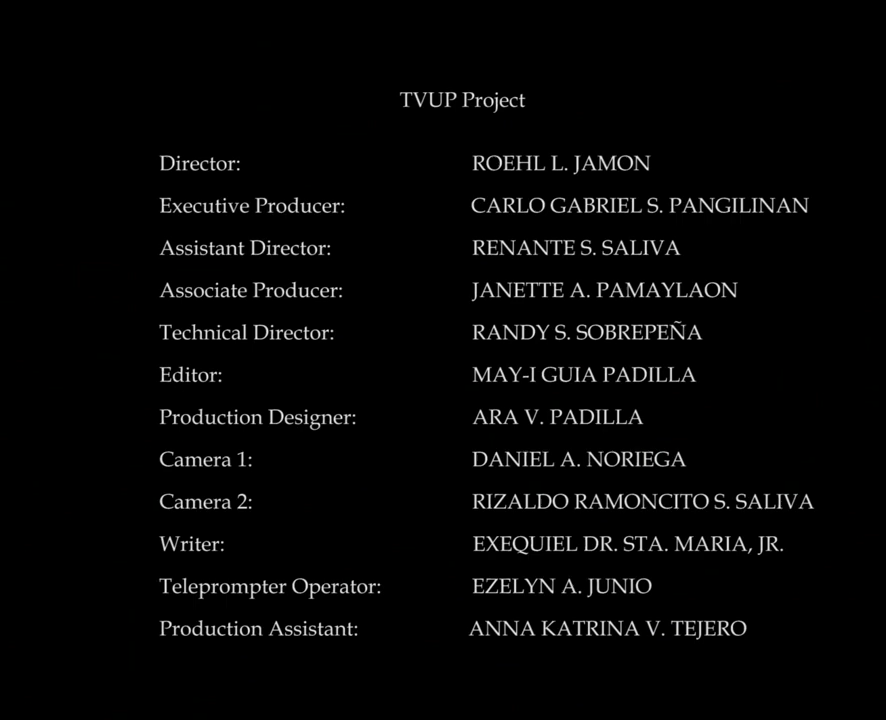 TVUP Project
Director: ROEHL L. JAMON
Executive Producer: CARLO GABRIEL S. PANGILINAN
Assistant Director: RENANTE S. SALIVA
Associate Producer: JANETTE A. PAMAYLAON
Technical Director: RANDY S. SOBREPEÑA
Editor: MAY-I GUIA PADILLA
Production Designer: ARA V. PADILLA
Camera 1: DANIEL A. NORIEGA
Camera 2: RIZALDO RAMONCITO S. SALIVA
Writer: EXEQUIEL DR. STA. MARIA, JR.
Teleprompter Operator: EZELYN A. JUNIO
Production Assistant: ANNA KATRINA V. TEJERO